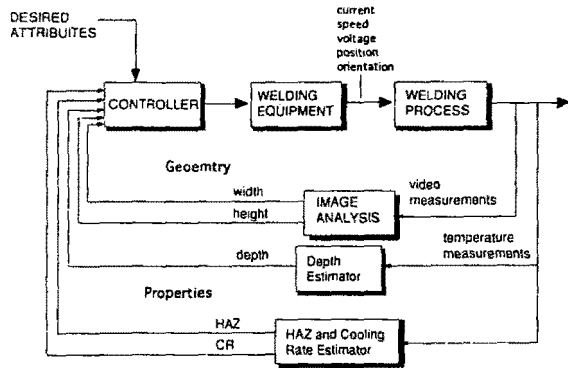 DESIRED
ATTRIBUITES
current
speed
voltage
position
orientation
CONTROLLER
WELDING
EQUIPMENT
WELDING
PROCESS
Geoemtry
width
height
IMAGE
ANALYSIS
video
measurements
depth
Depth
Estimator
temperature
measurements
Properties
HAZ
CR
HAZ and Cooling
Rate Estimator